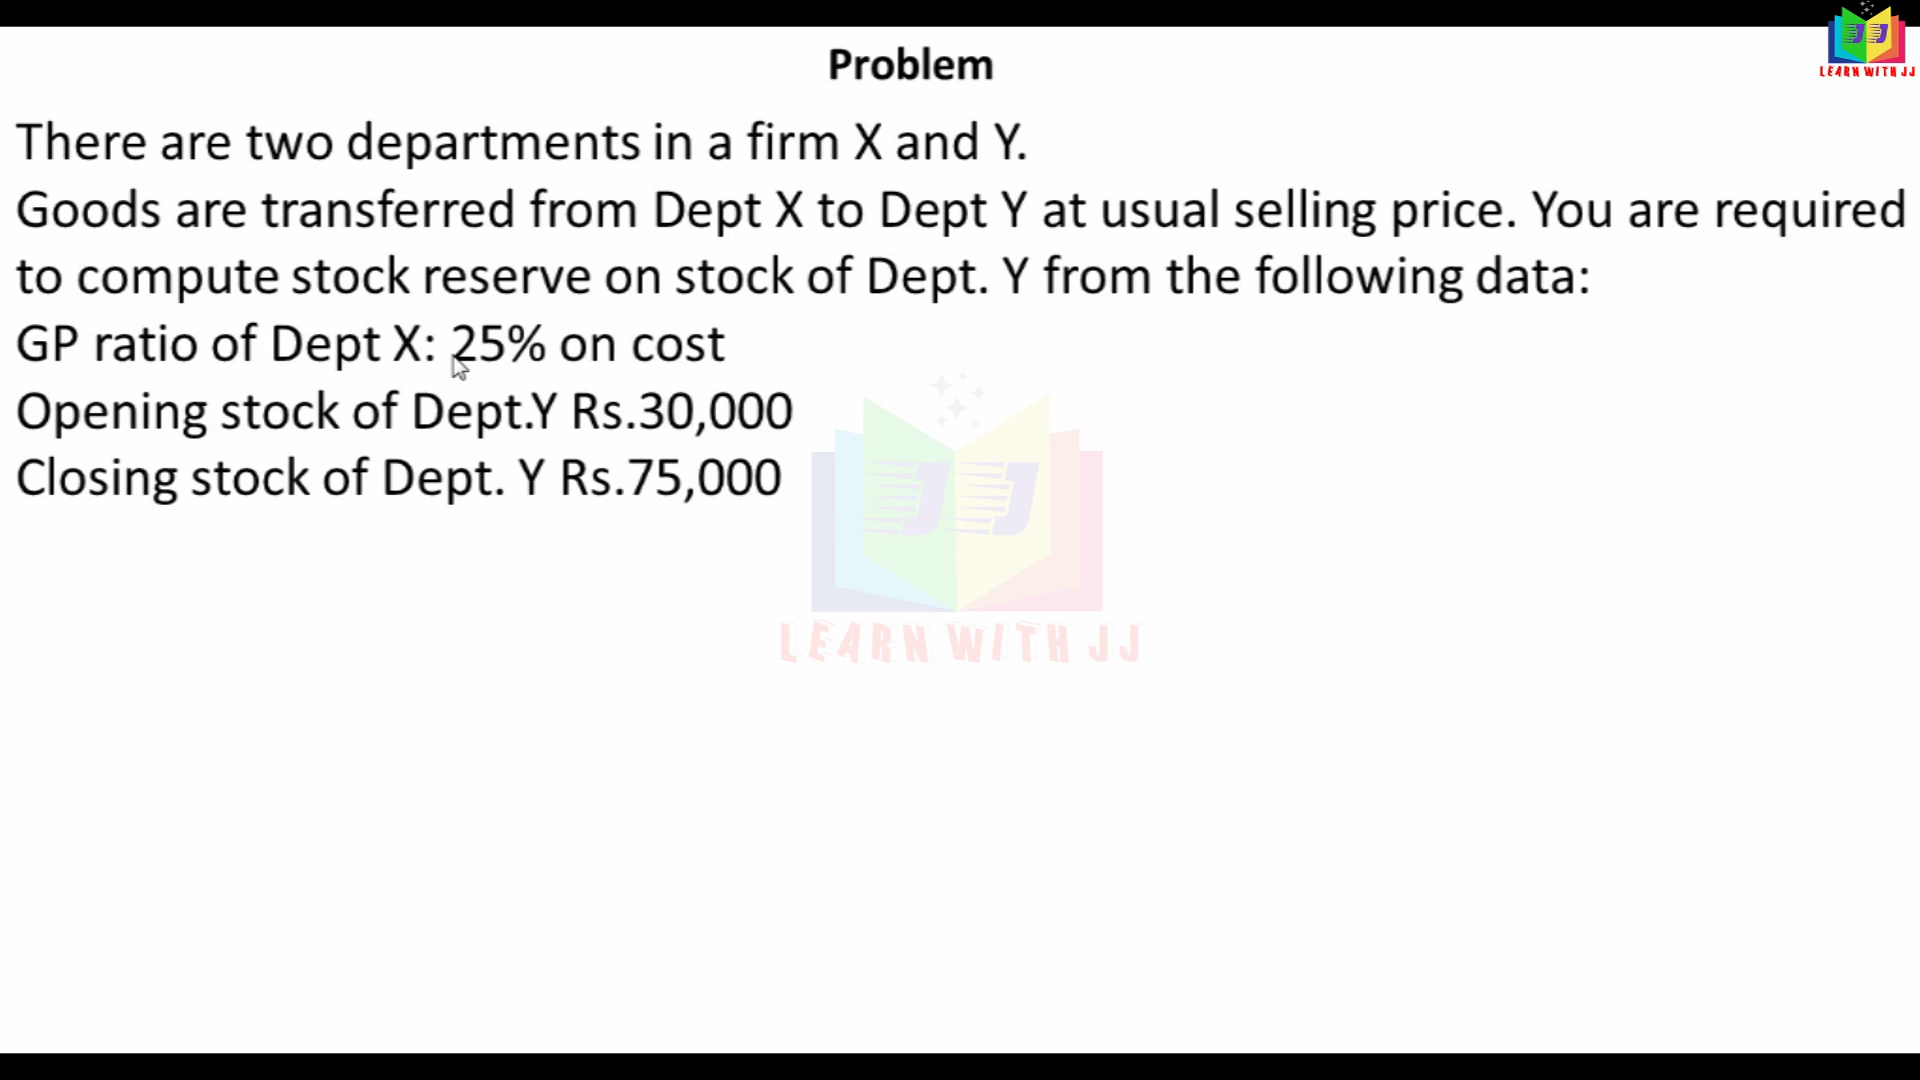 Problem
LEARN WITH JJ
There are two departments in a firm X and Y.
Goods are transferred from Dept X to Dept Y at usual selling price. You are required
to compute stock reserve on stock of Dept. Y from the following data:
GP ratio of Dept X: 25% on cost
Opening stock of Dept.Y Rs.30,000
Closing stock of Dept. Y Rs.75,000
JJ
LEARN WITH JJ